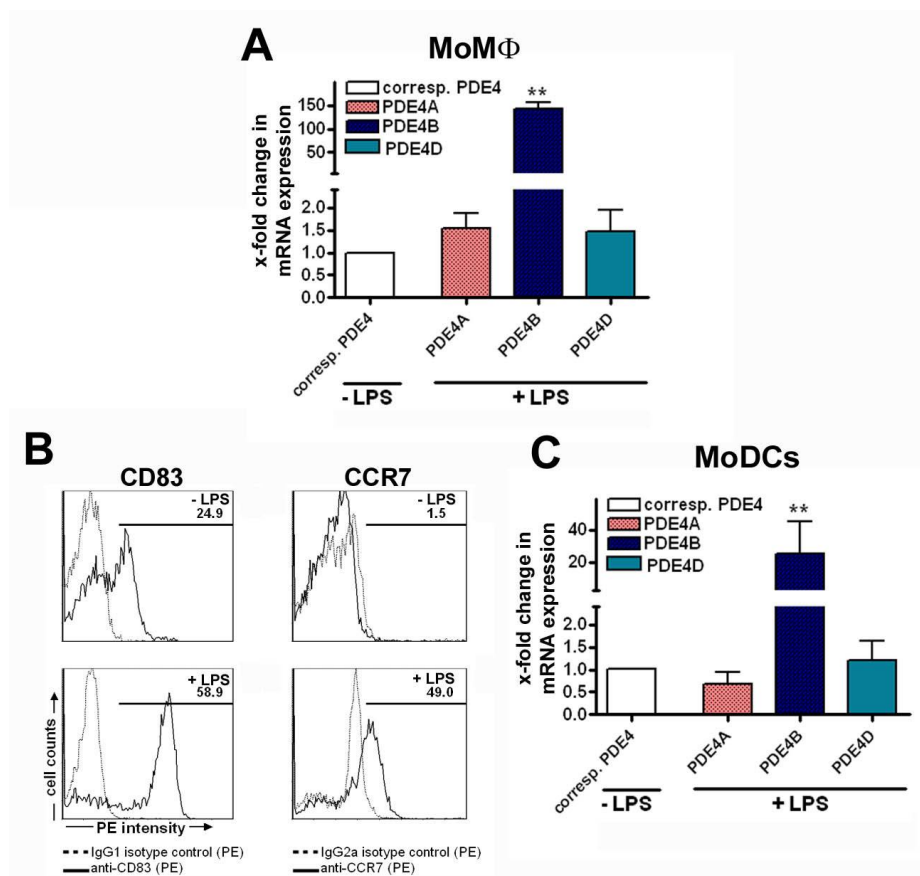 A
MoMΦ
x-fold change in
mRNA expression
150
100
50
2.0
1.5
1.0
0.5
0.0
corresp. PDE4
PDE4A
PDE4B
PDE4D
**
corresp. PDE4
PDE4A
PDE4B
PDE4D
- LPS
+ LPS
B
CD83
CCR7
- LPS
24.9
- LPS
1.5
+ LPS
58.9
+ LPS
49.0
cell counts
PE intensity
IgG1 isotype control (PE)
anti-CD83 (PE)
IgG2a isotype control (PE)
anti-CCR7 (PE)
C
MoDCs
x-fold change in
mRNA expression
40
20
2.0
1.5
1.0
0.5
0.0
corresp. PDE4
PDE4A
PDE4B
PDE4D
**
corresp. PDE4
PDE4A
PDE4B
PDE4D
- LPS
+ LPS